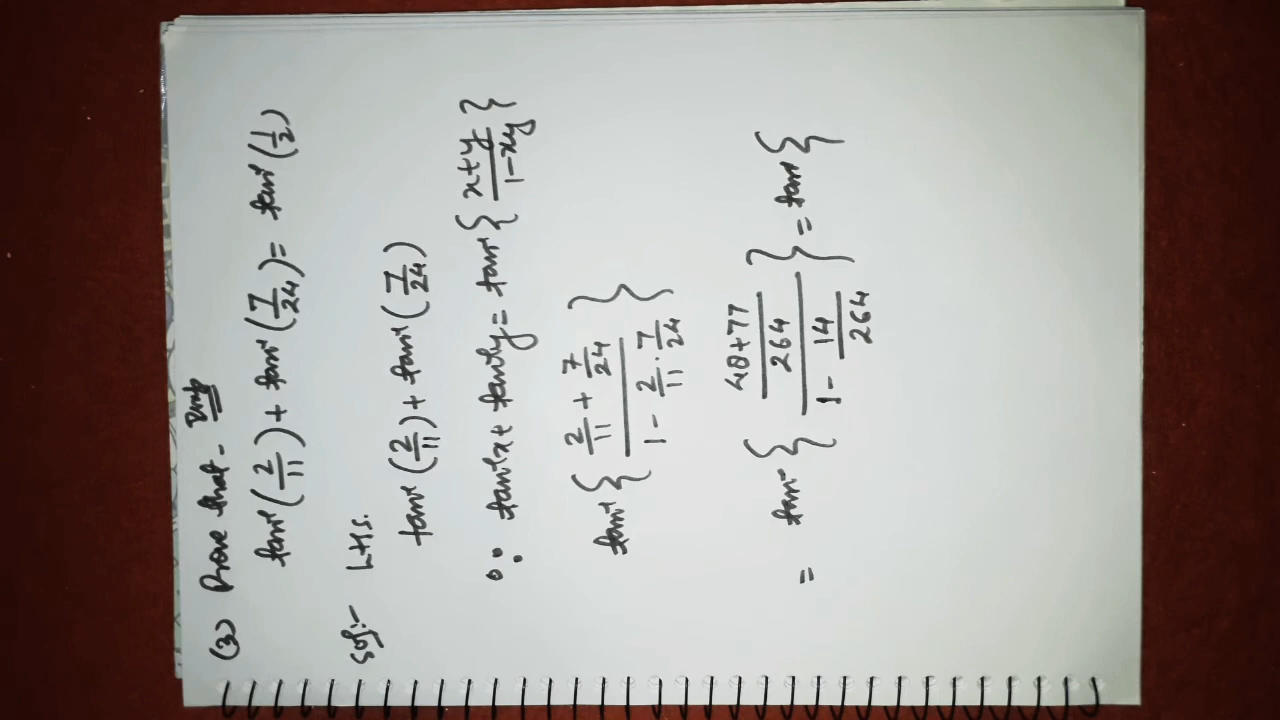 (3) Prove that - Imp
tan⁻¹(2/11) + tan⁻¹(7/24) = tan⁻¹(1/2)
Sol:- LHS.
tan⁻¹(2/11) + tan⁻¹(7/24)
∵ tan⁻¹x + tan⁻¹y = tan⁻¹{(x+y)/(1-xy)}
tan⁻¹{(2/11 + 7/24)/(1 - 2/11 · 7/24)}
= tan⁻¹{((48+77)/264)/(1 - 14/264)} = tan⁻¹{